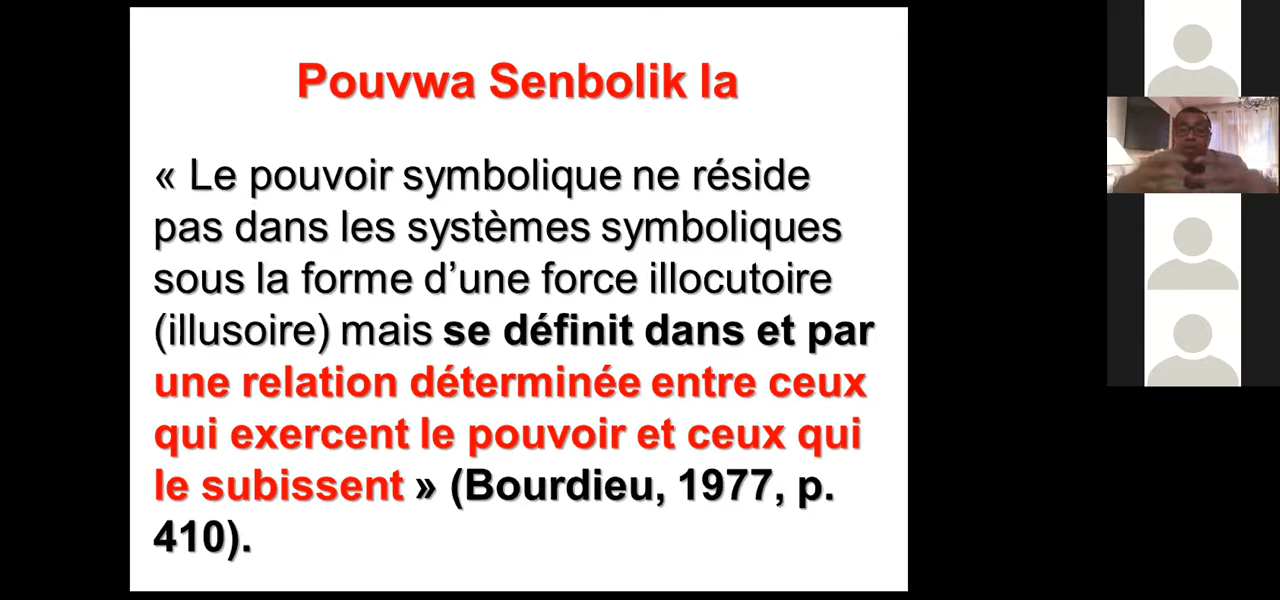 Pouvwa Senbolik la
« Le pouvoir symbolique ne réside
pas dans les systèmes symboliques
sous la forme d’une force illocutoire
(illusoire) mais se définit dans et par
une relation déterminée entre ceux
qui exercent le pouvoir et ceux qui
le subissent » (Bourdieu, 1977, p.
410).